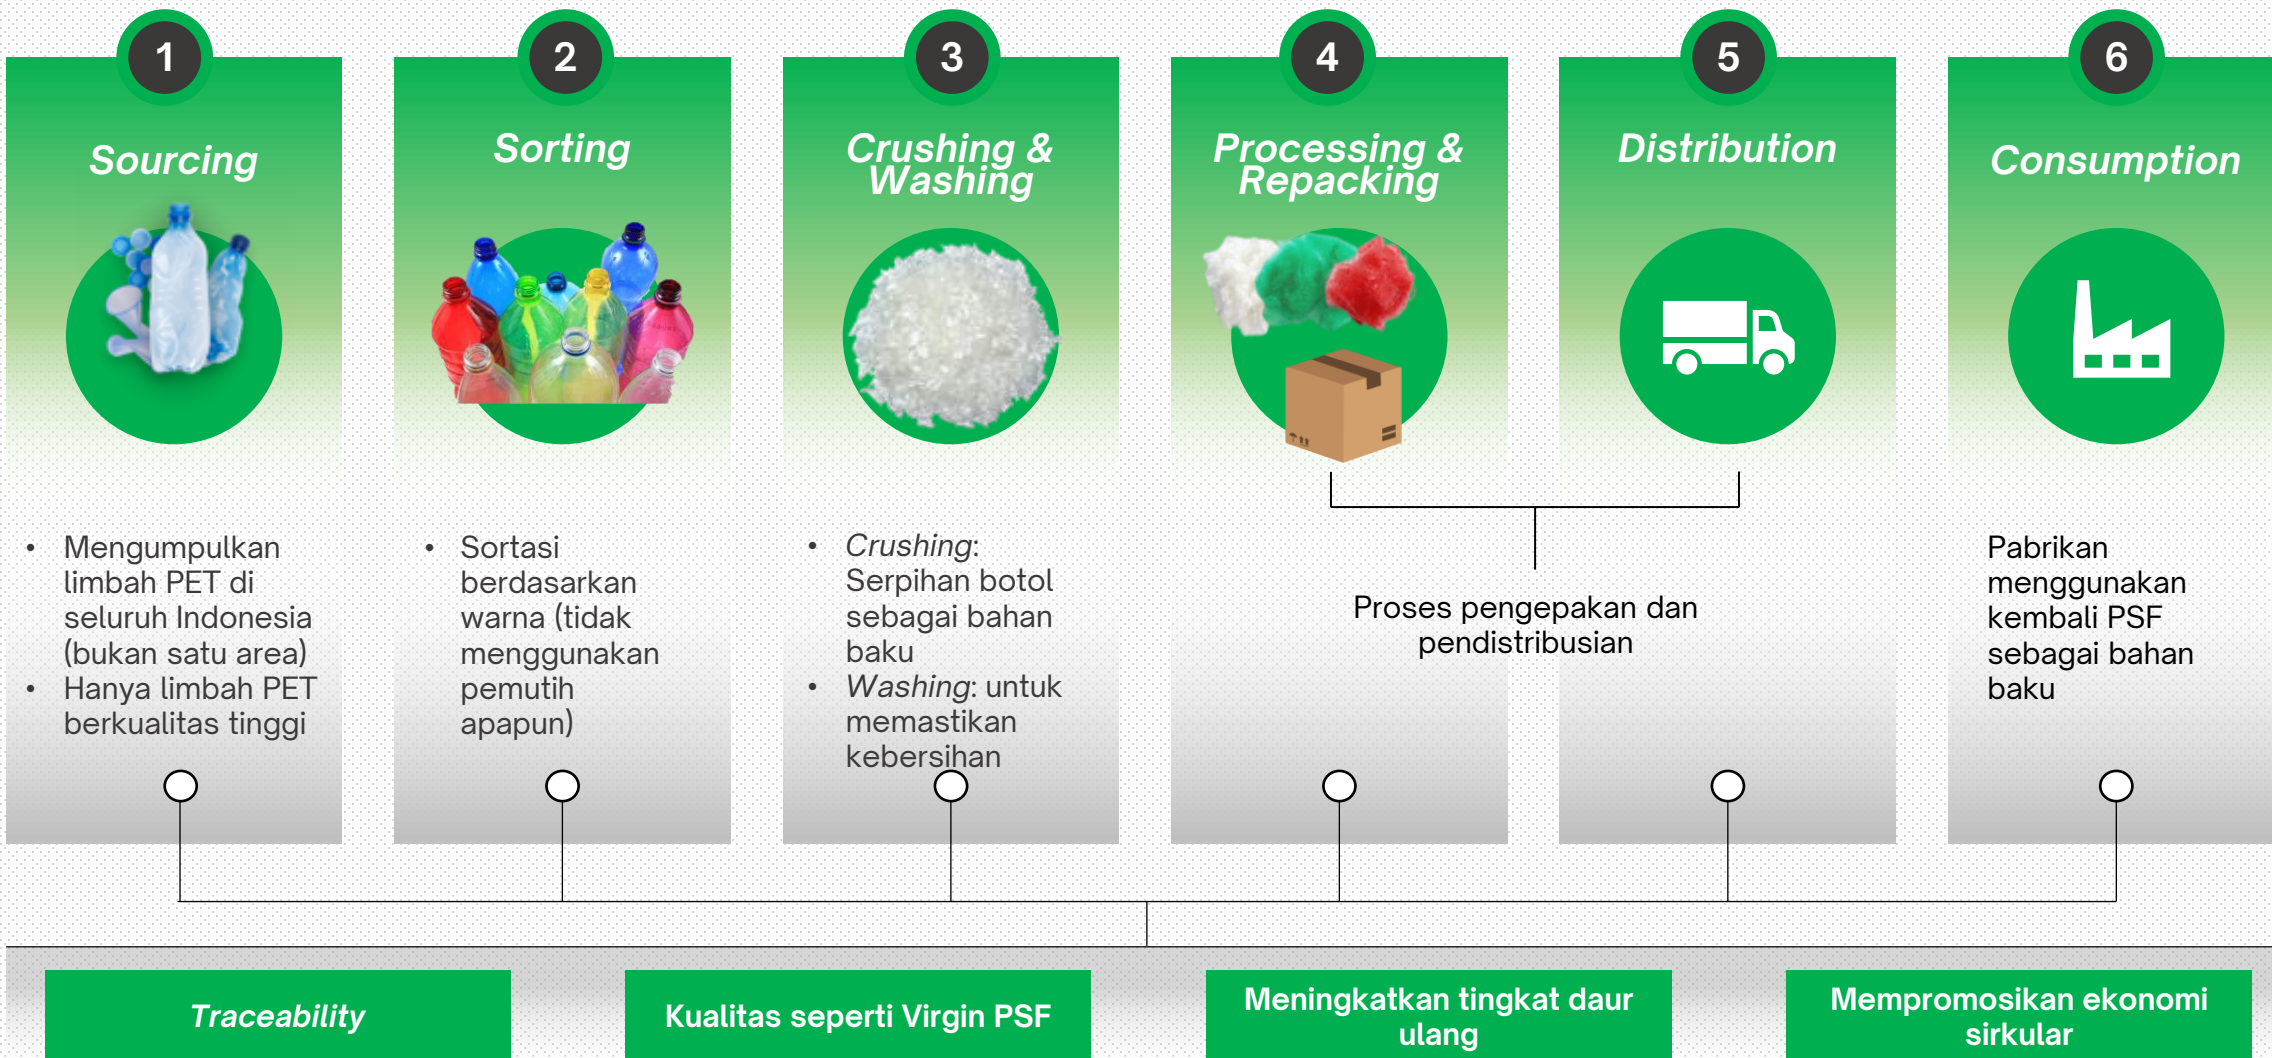 1
Sourcing
• Mengumpulkan
limbah PET di
seluruh Indonesia
(bukan satu area)
• Hanya limbah PET
berkualitas tinggi
2
Sorting
• Sortasi
berdasarkan
warna (tidak
menggunakan
pemutih
apapun)
3
Crushing &
Washing
• Crushing:
Serpihan botol
sebagai bahan
baku
• Washing: untuk
memastikan
kebersihan
4
Processing &
Repacking
5
Distribution
Proses pengepakan dan
pendistribusian
6
Consumption
Pabrikan
menggunakan
kembali PSF
sebagai bahan
baku
Traceability
Kualitas seperti Virgin PSF
Meningkatkan tingkat daur
ulang
Mempromosikan ekonomi
sirkular